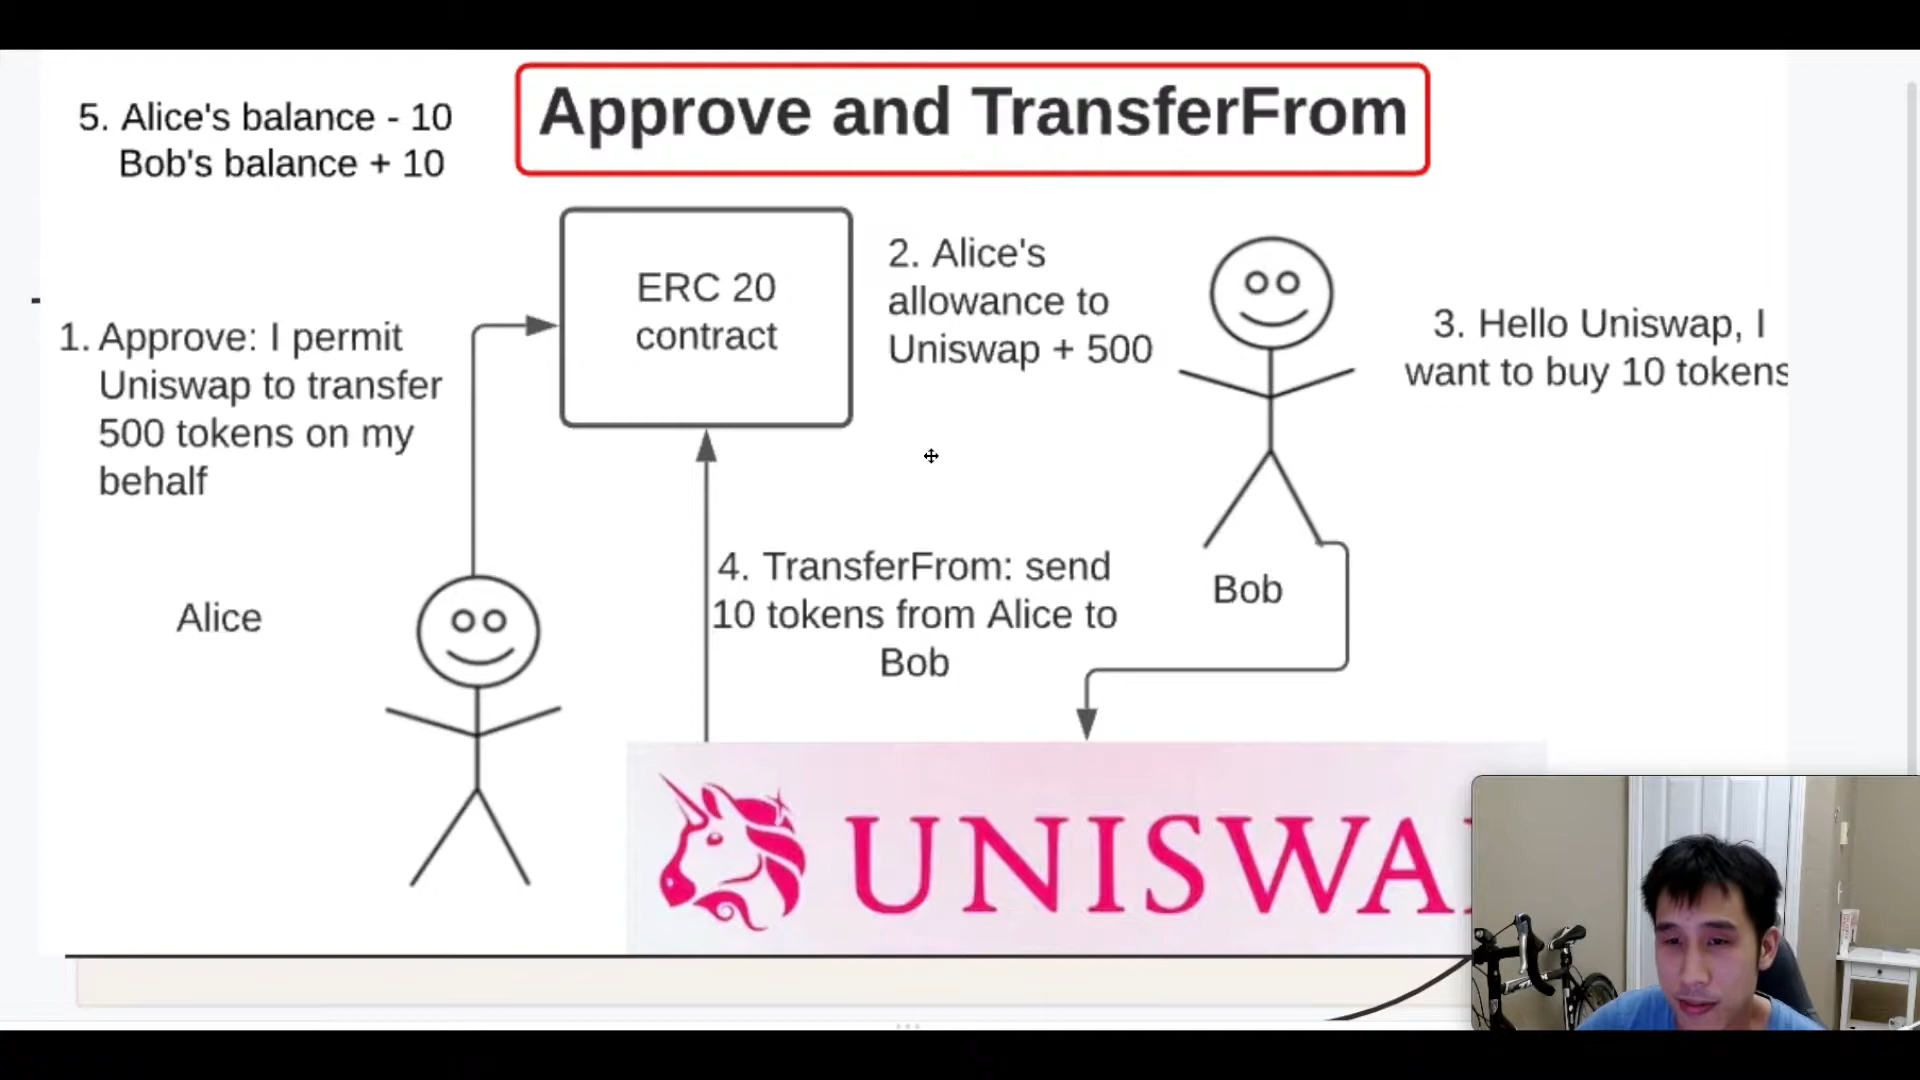 Approve and TransferFrom
5. Alice's balance - 10
Bob's balance + 10
ERC 20
contract
1. Approve: I permit
Uniswap to transfer
500 tokens on my
behalf
2. Alice's
allowance to
Uniswap + 500
3. Hello Uniswap, I
want to buy 10 tokens
4. TransferFrom: send
10 tokens from Alice to
Bob
Alice
Bob
UNISWA